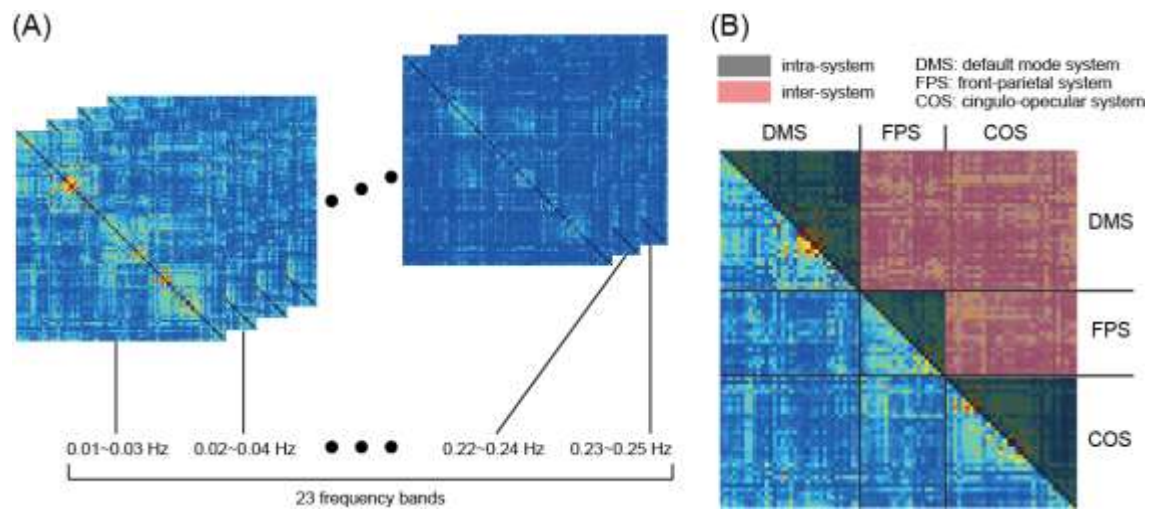 (A)
0.01~0.03 Hz
0.02~0.04 Hz
0.22~0.24 Hz
0.23~0.25 Hz
23 frequency bands
(B)
intra-system
inter-system
DMS: default mode system
FPS: front-parietal system
COS: cingulo-opecular system
DMS
FPS
COS
DMS
FPS
COS